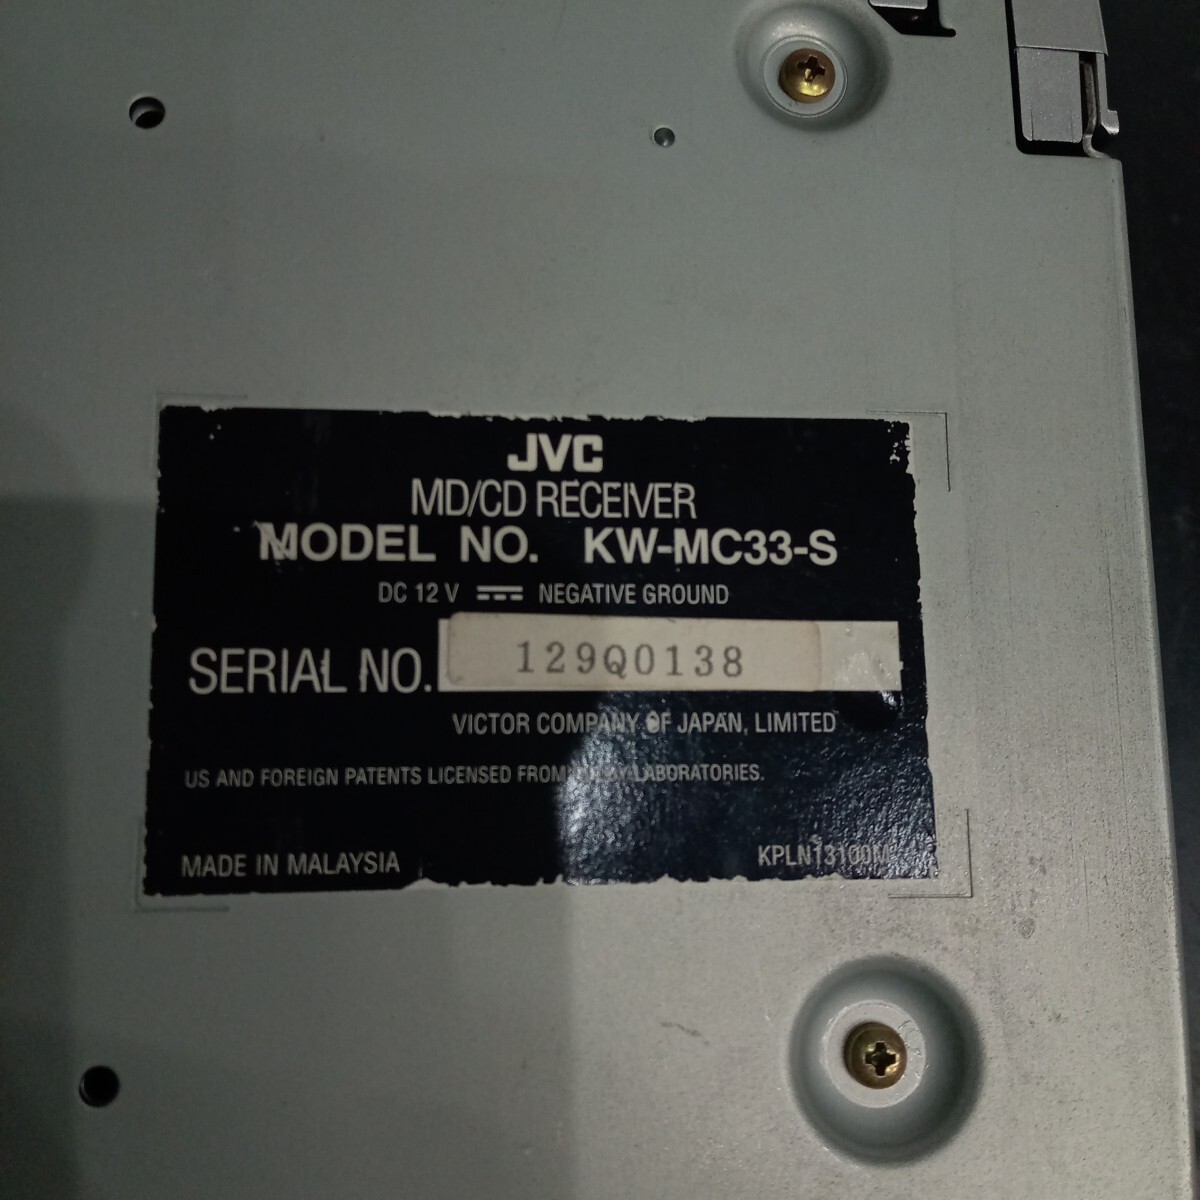 JVC
MD/CD RECEIVER
MODEL NO. KW-MC33-S
DC 12 V NEGATIVE GROUND
SERIAL NO. 129Q0138
VICTOR COMPANY OF JAPAN, LIMITED
US AND FOREIGN PATENTS LICENSED FROM LABORATORIES.
MADE IN MALAYSIA KPLN13100M